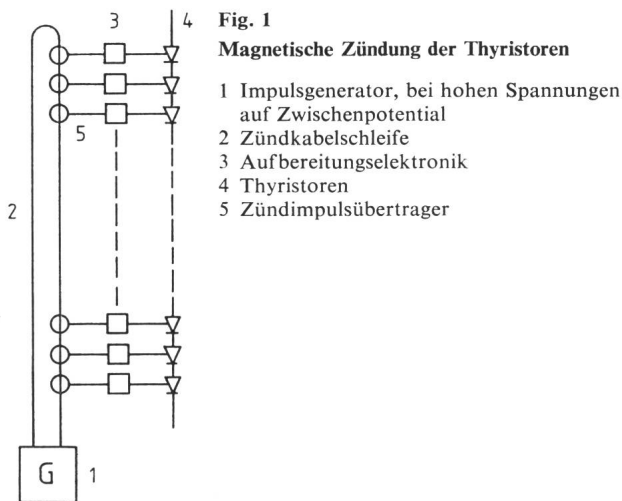 3
4
Fig. 1
Magnetische Zündung der Thyristoren
1 Impulsgenerator, bei hohen Spannungen
auf Zwischenpotential
2 Zündkabelschleife
3 Aufbereitungselektronik
4 Thyristoren
5 Zündimpulsübertrager
5
2
G
1